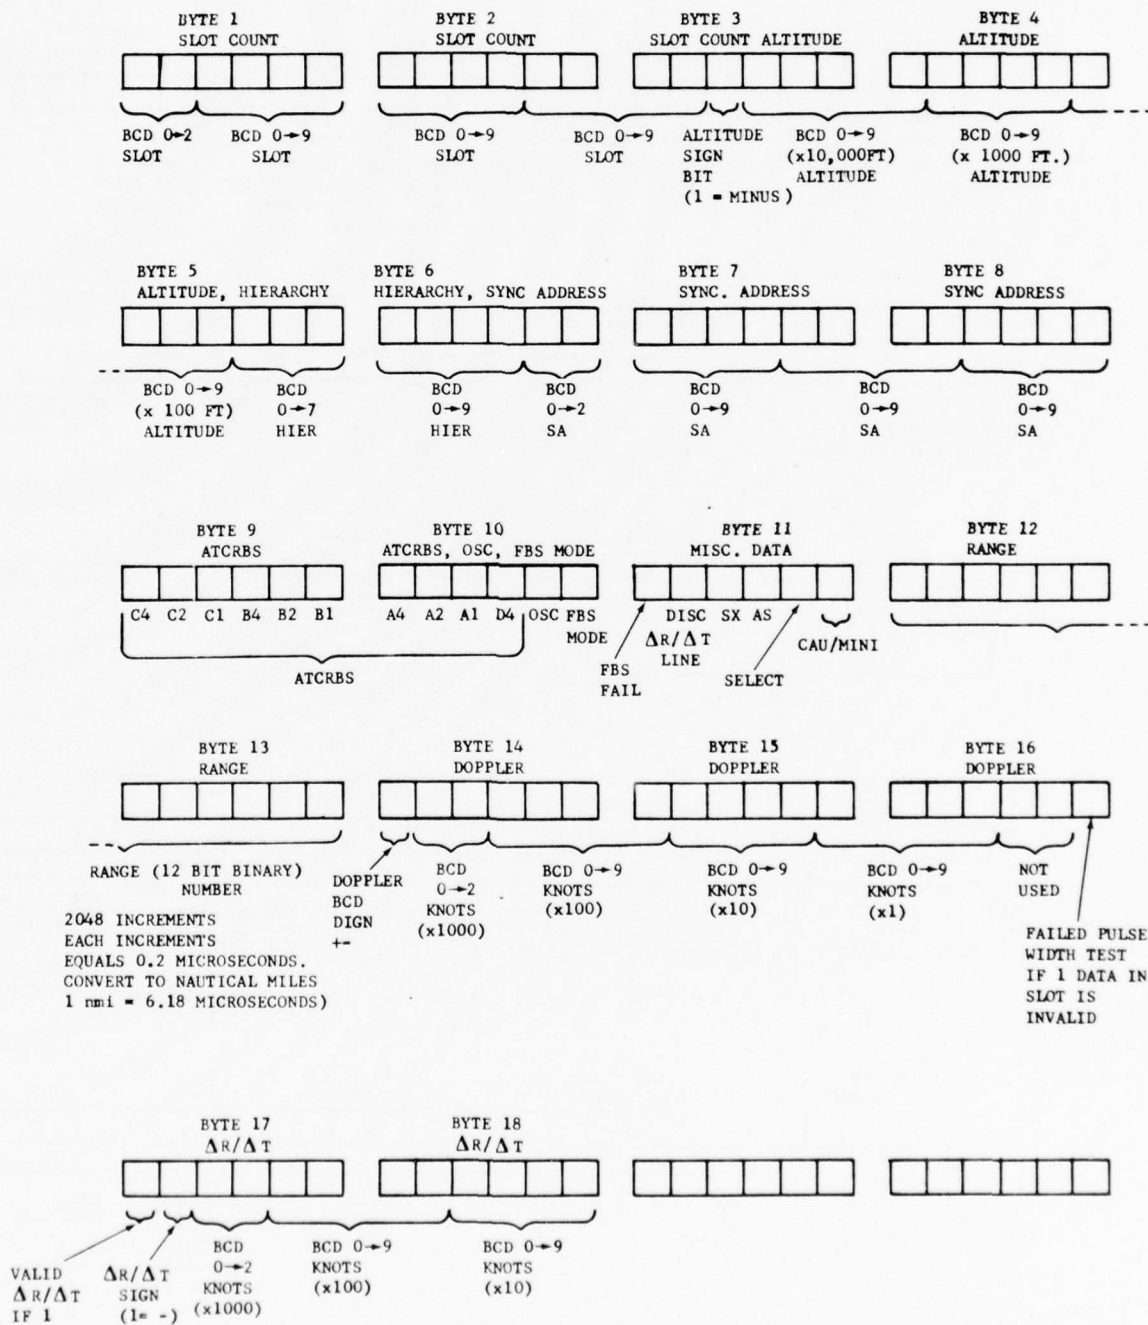 BYTE 1
SLOT COUNT
BYTE 2
SLOT COUNT
BYTE 3
SLOT COUNT ALTITUDE
BYTE 4
ALTITUDE
BCD 0→2
SLOT
BCD 0→9
SLOT
BCD 0→9
SLOT
BCD 0→9
SLOT
ALTITUDE
SIGN
BIT
(1 = MINUS)
BCD 0→9
(x10,000FT)
ALTITUDE
BCD 0→9
(x 1000 FT.)
ALTITUDE
BYTE 5
ALTITUDE, HIERARCHY
BYTE 6
HIERARCHY, SYNC ADDRESS
BYTE 7
SYNC. ADDRESS
BYTE 8
SYNC ADDRESS
BCD 0→9
(x 100 FT)
ALTITUDE
BCD
0→7
HIER
BCD
0→9
HIER
BCD
0→2
SA
BCD
0→9
SA
BCD
0→9
SA
BCD
0→9
SA
BYTE 9
ATCRBS
BYTE 10
ATCRBS, OSC, FBS MODE
BYTE 11
MISC. DATA
BYTE 12
RANGE
C4 C2 C1 B4 B2 B1
A4 A2 A1 D4 OSC FBS
MODE
ATCRBS
DISC SX AS
ΔR/ΔT
LINE
FBS
FAIL
SELECT
CAU/MINI
BYTE 13
RANGE
BYTE 14
DOPPLER
BYTE 15
DOPPLER
BYTE 16
DOPPLER
RANGE (12 BIT BINARY)
NUMBER
2048 INCREMENTS
EACH INCREMENTS
EQUALS 0.2 MICROSECONDS.
CONVERT TO NAUTICAL MILES
1 nmi = 6.18 MICROSECONDS)
DOPPLER
BCD
DIGN
+-
BCD
0→2
KNOTS
(x1000)
BCD 0→9
KNOTS
(x100)
BCD 0→9
KNOTS
(x10)
BCD 0→9
KNOTS
(x1)
NOT
USED
FAILED PULSE
WIDTH TEST
IF 1 DATA IN
SLOT IS
INVALID
BYTE 17
ΔR/ΔT
BYTE 18
ΔR/ΔT
VALID
ΔR/ΔT
IF 1
ΔR/ΔT
SIGN
(1= -)
BCD
0→2
KNOTS
(x1000)
BCD 0→9
KNOTS
(x100)
BCD 0→9
KNOTS
(x10)